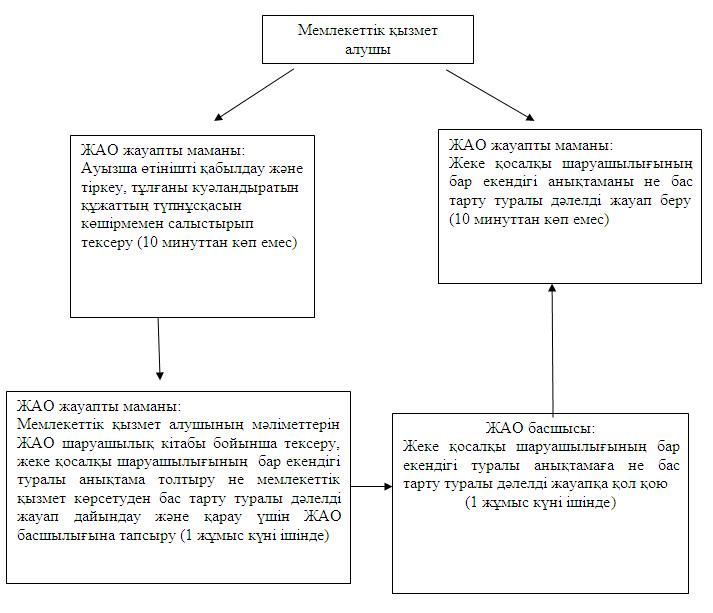 Мемлекеттік қызмет
алушы
ЖАО жауапты маманы:
Ауызша өтінішті қабылдау және
тіркеу, тұлғаны куәландыратын
құжаттың түпнұсқасын
көшірмемен салыстырып
тексеру (10 минуттан көп емес)
ЖАО жауапты маманы:
Жеке қосалқы шаруашылығының
бар екендігі анықтаманы не бас
тарту туралы дәлелді жауап беру
(10 минуттан көп емес)
ЖАО жауапты маманы:
Мемлекеттік қызмет алушының мәліметтерін
ЖАО шаруашылық кітабы бойынша тексеру,
жеке қосалқы шаруашылығының бар екендігі
туралы анықтама толтыру не мемлекеттік
қызмет көрсетуден бас тарту туралы дәлелді
жауап дайындау және қарау үшін ЖАО
басшылығына тапсыру (1 жұмыс күні ішінде)
ЖАО басшысы:
Жеке қосалқы шаруашылығының бар
екендігі туралы анықтамаға не бас
тарту туралы дәлелді жауапқа қол қою
(1 жұмыс күні ішінде)